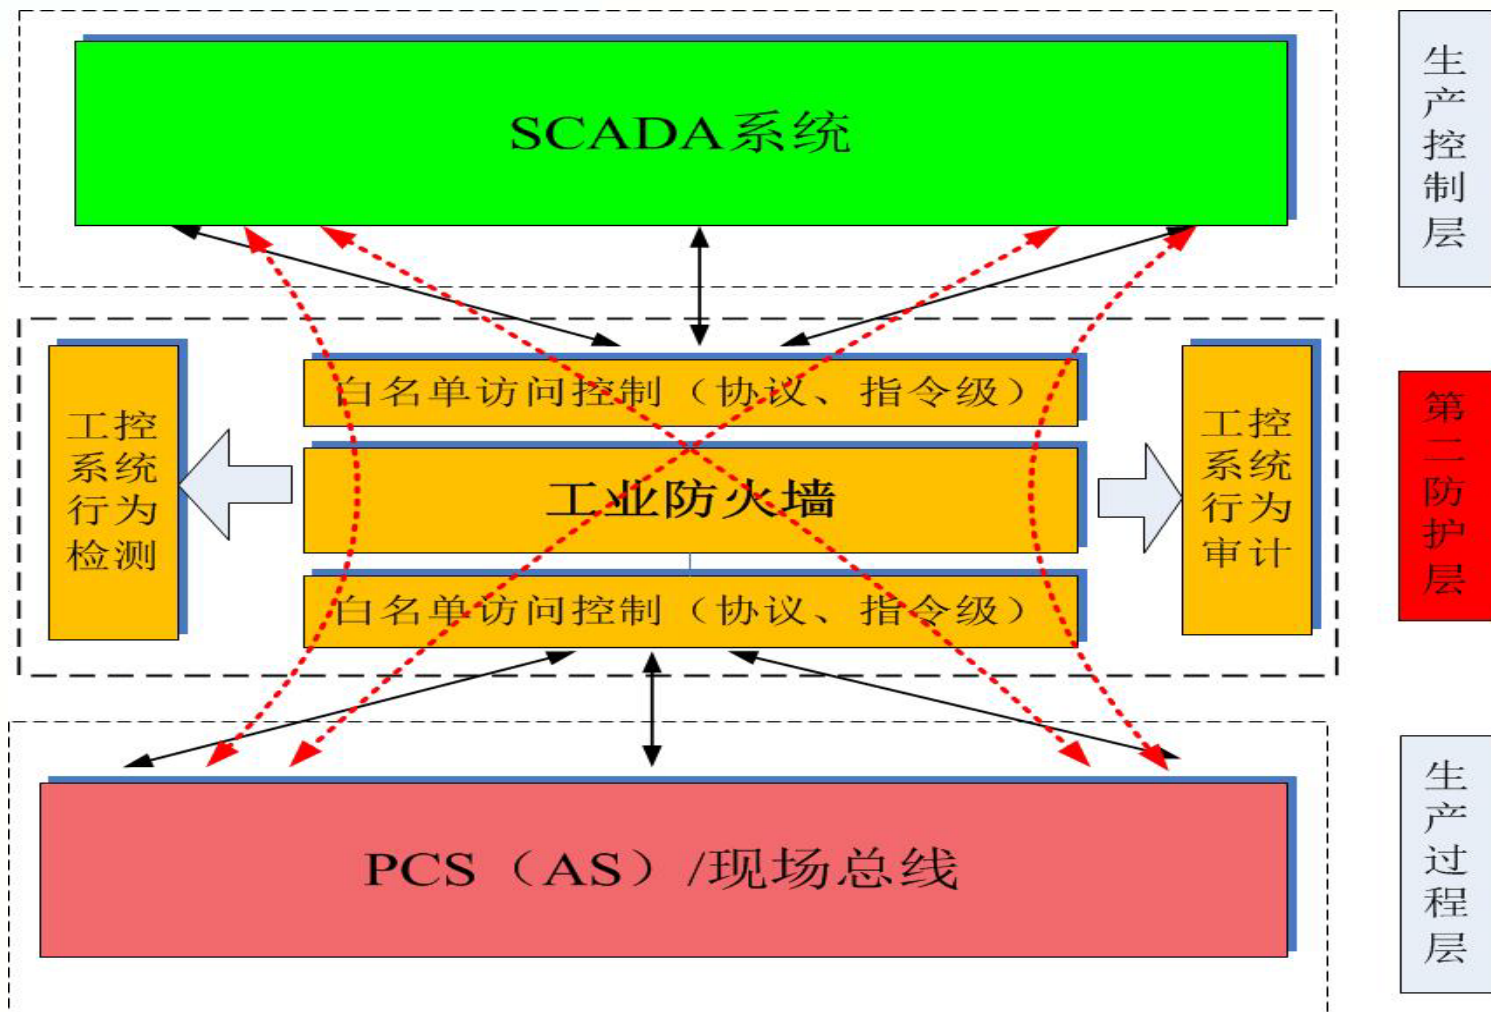 SCADA系统
生产控制层
白名单访问控制（协议、指令级）
工控
系统
行为
检测
工业防火墙
工控
系统
行为
审计
白名单访问控制（协议、指令级）
第二防护层
PCS（AS）/现场总线
生产过程层